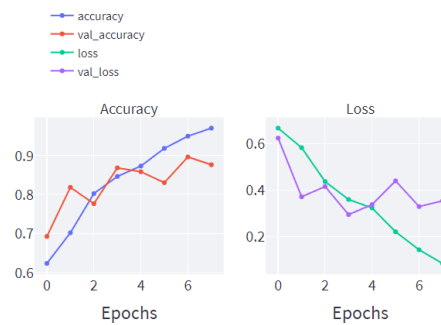 accuracy
val_accuracy
loss
val_loss
Accuracy
Loss
0.9
0.8
0.7
0.6
0 2 4 6
Epochs
0.6
0.4
0.2
0 2 4 6
Epochs